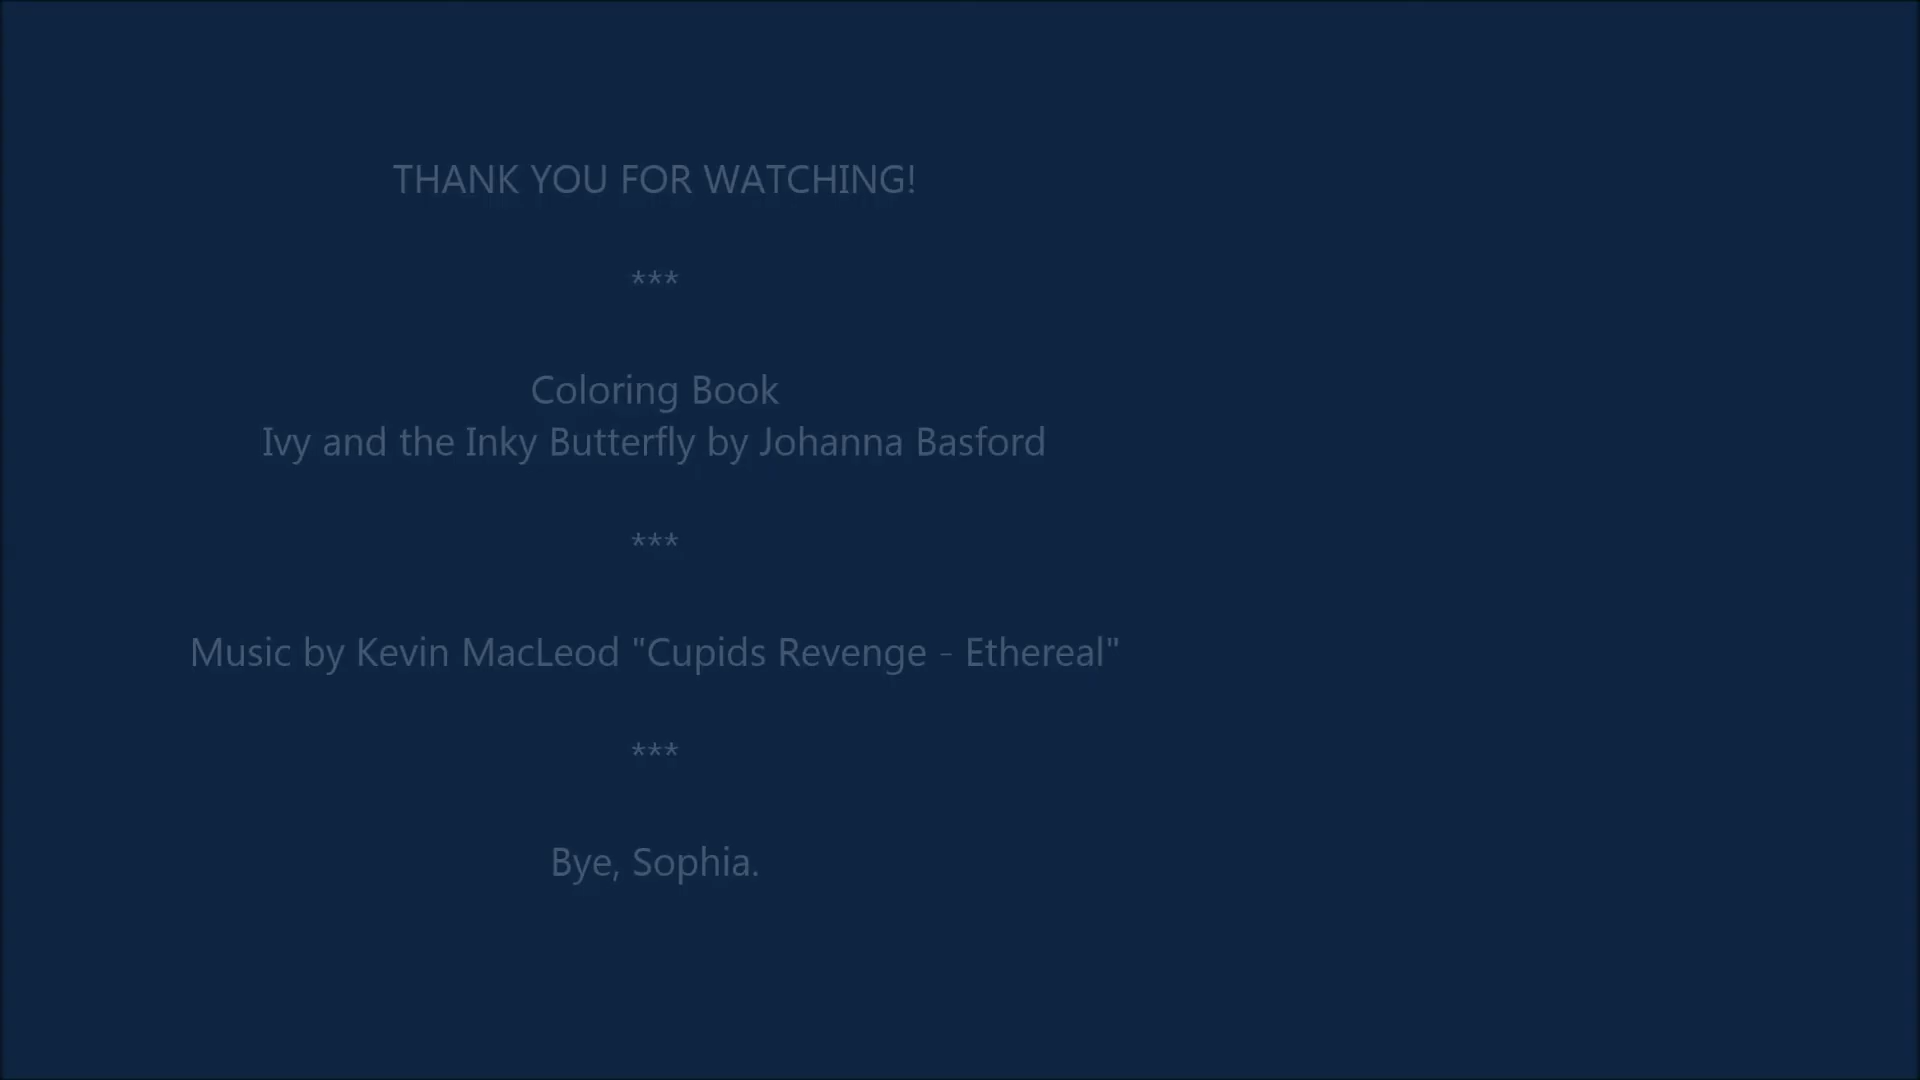 THANK YOU FOR WATCHING!
***
Coloring Book
Ivy and the Inky Butterfly by Johanna Basford
***
Music by Kevin MacLeod "Cupids Revenge - Ethereal"
***
Bye, Sophia.